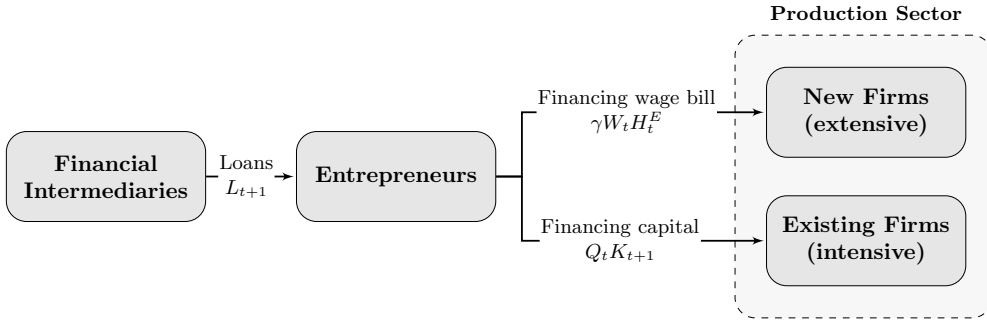 Production Sector
Financing wage bill
γW_tH_t^E
New Firms
(extensive)
Financial
Intermediaries
Loans
L_{t+1}
Entrepreneurs
Financing capital
Q_tK_{t+1}
Existing Firms
(intensive)